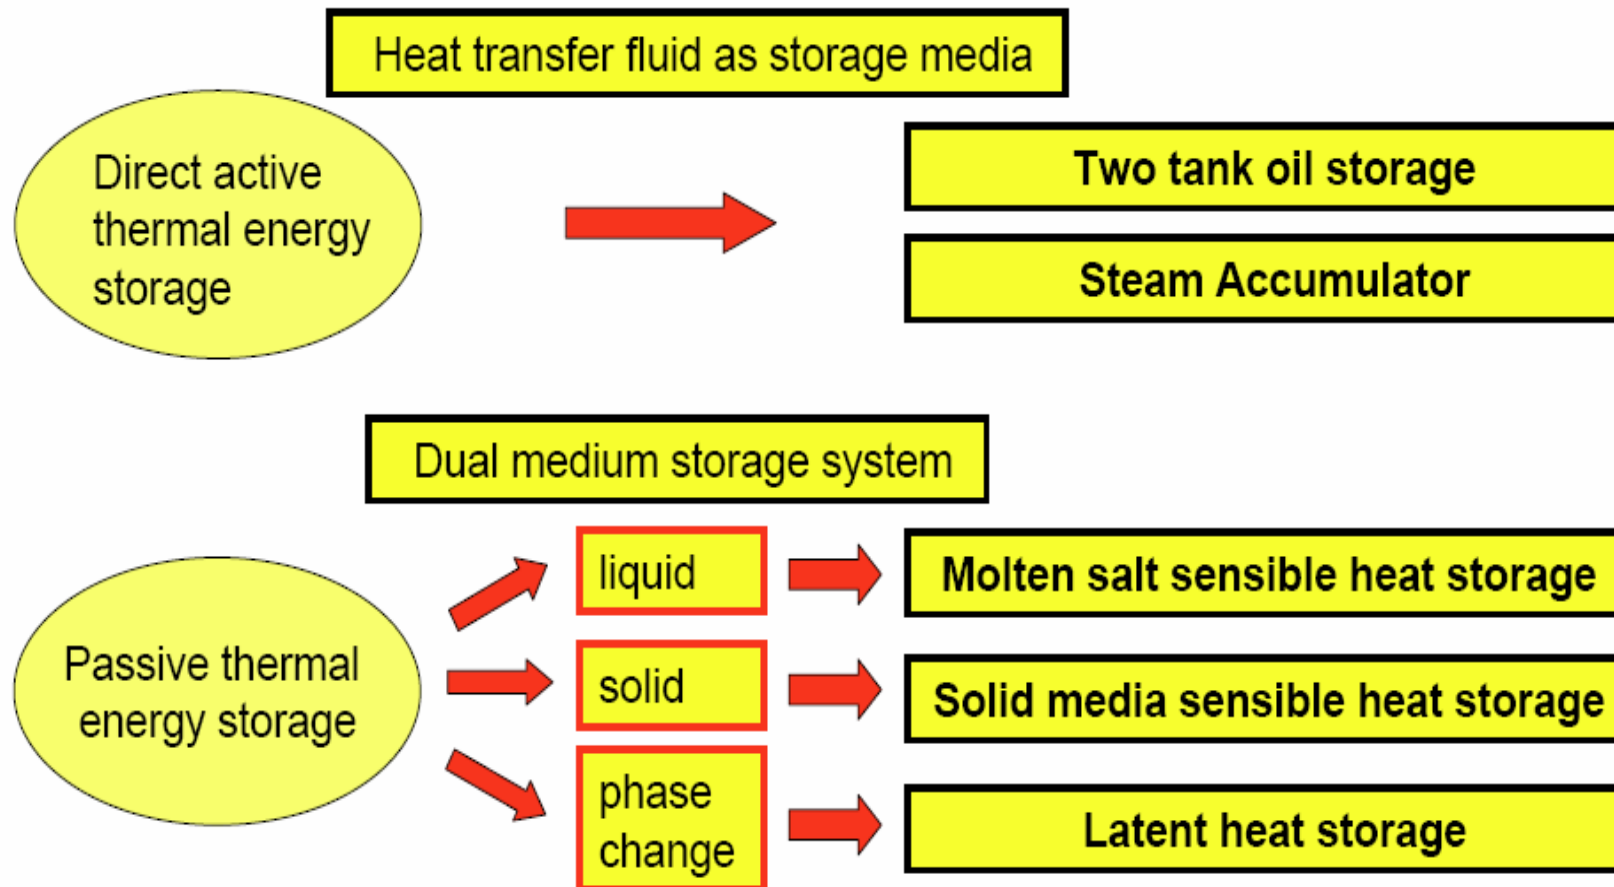 Heat transfer fluid as storage media
Direct active
thermal energy
storage
Two tank oil storage
Steam Accumulator
Dual medium storage system
Passive thermal
energy storage
liquid
Molten salt sensible heat storage
solid
Solid media sensible heat storage
phase
change
Latent heat storage